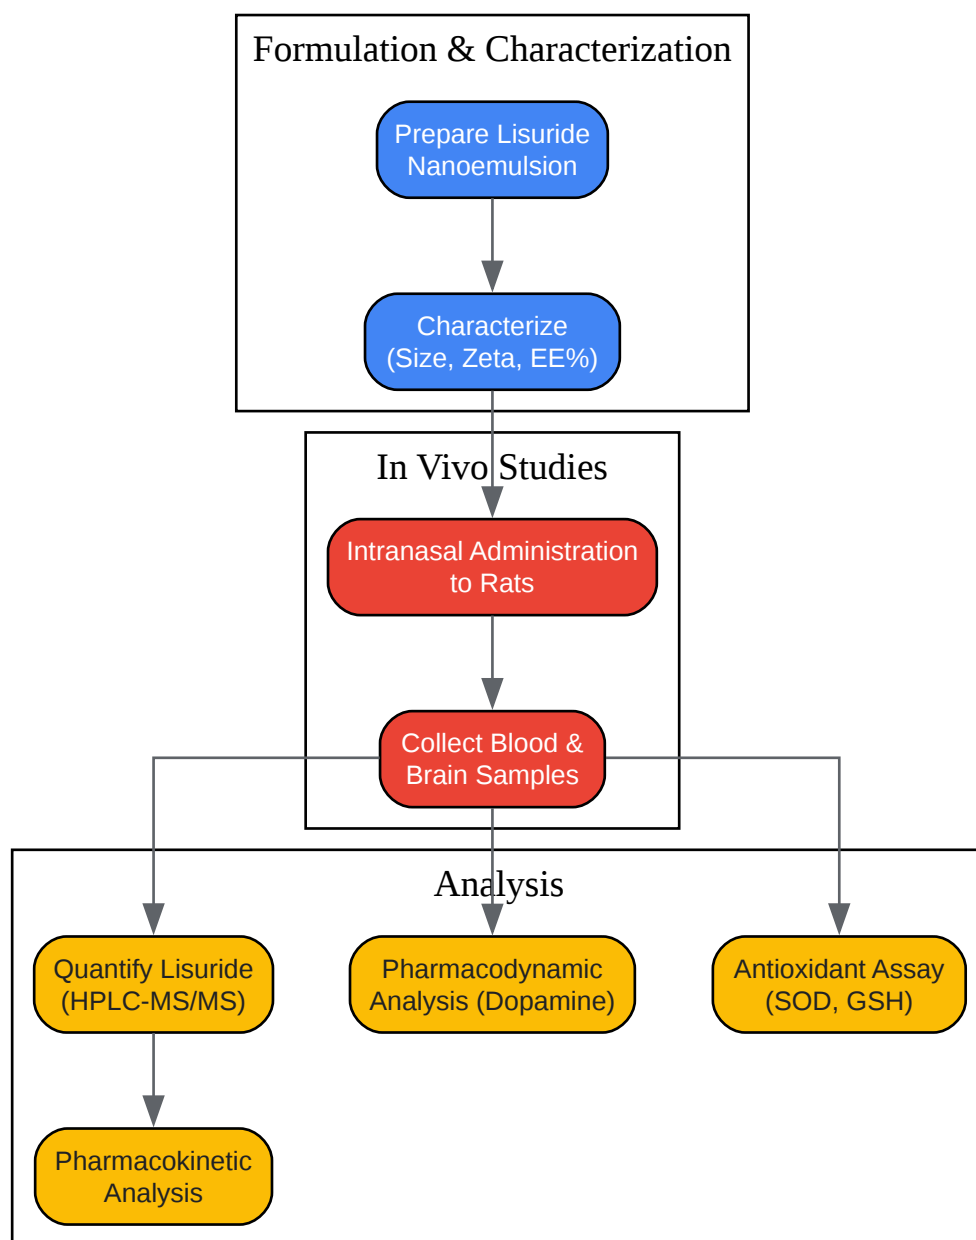 Formulation & Characterization
Prepare Lisuride
Nanoemulsion
Characterize
(Size, Zeta, EE%)
In Vivo Studies
Intranasal Administration
to Rats
Collect Blood &
Brain Samples
Analysis
Quantify Lisuride
(HPLC-MS/MS)
Pharmacodynamic
Analysis (Dopamine)
Antioxidant Assay
(SOD, GSH)
Pharmacokinetic
Analysis